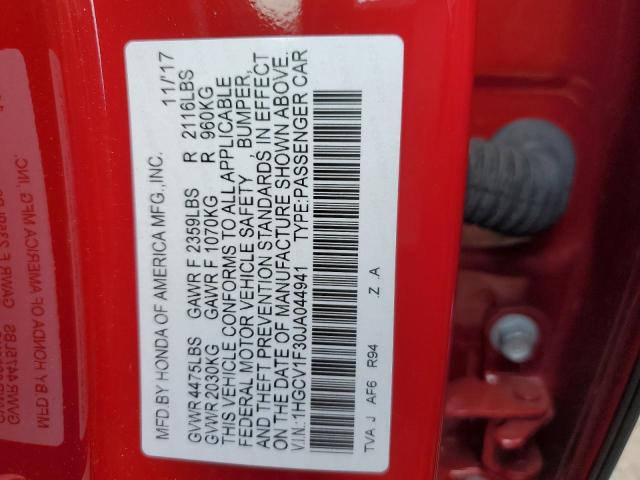 MFD.BY HONDA OF AMERICA MFG.,INC. 11/'17
GVWR 4475LBS GAWR F 2359LBS R 2116LBS
GVWR 2030KG GAWR F 1070KG R 960KG
THIS VEHICLE CONFORMS TO ALL APPLICABLE
FEDERAL MOTOR VEHICLE SAFETY BUMPER,
AND THEFT PREVENTION STANDARDS IN EFFECT
ON THE DATE OF MANUFACTURE SHOWN ABOVE.
V.I.N.:1HGCV1F30JA044941 TYPE:PASSENGER CAR
TVA J AF6 R94 .Z .A